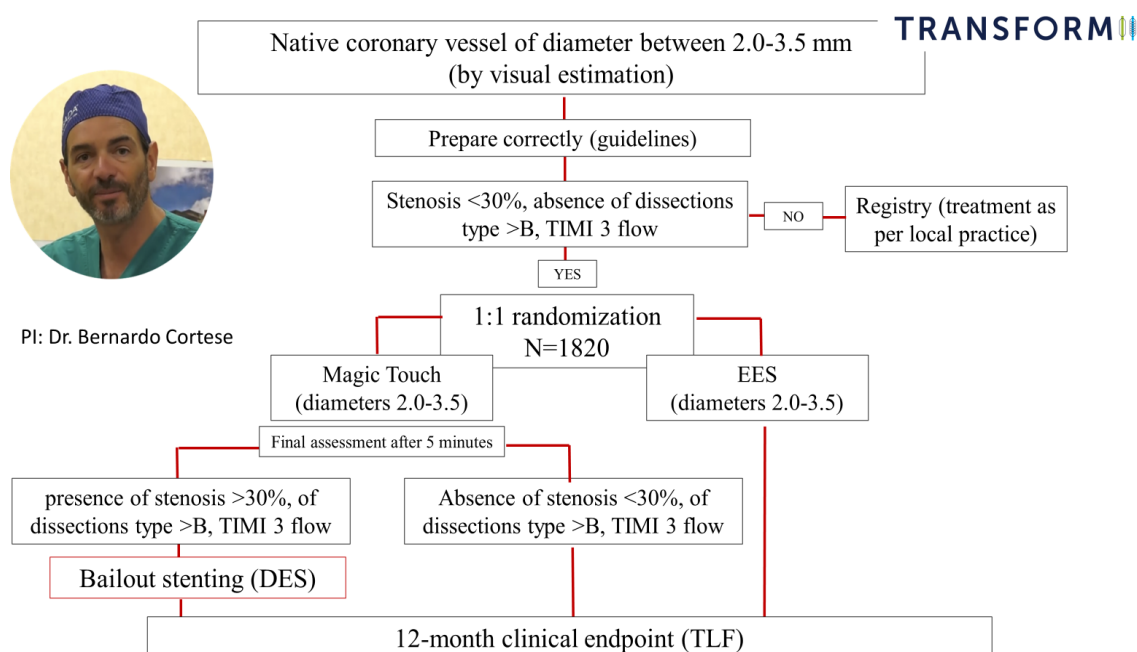 TRANSFORMII
Native coronary vessel of diameter between 2.0-3.5 mm
(by visual estimation)
Prepare correctly (guidelines)
Stenosis <30%, absence of dissections
type >B, TIMI 3 flow
NO
Registry (treatment as
per local practice)
YES
PI: Dr. Bernardo Cortese
1:1 randomization
N=1820
Magic Touch
(diameters 2.0-3.5)
EES
(diameters 2.0-3.5)
Final assessment after 5 minutes
presence of stenosis >30%, of
dissections type >B, TIMI 3 flow
Absence of stenosis <30%, of
dissections type >B, TIMI 3 flow
Bailout stenting (DES)
12-month clinical endpoint (TLF)